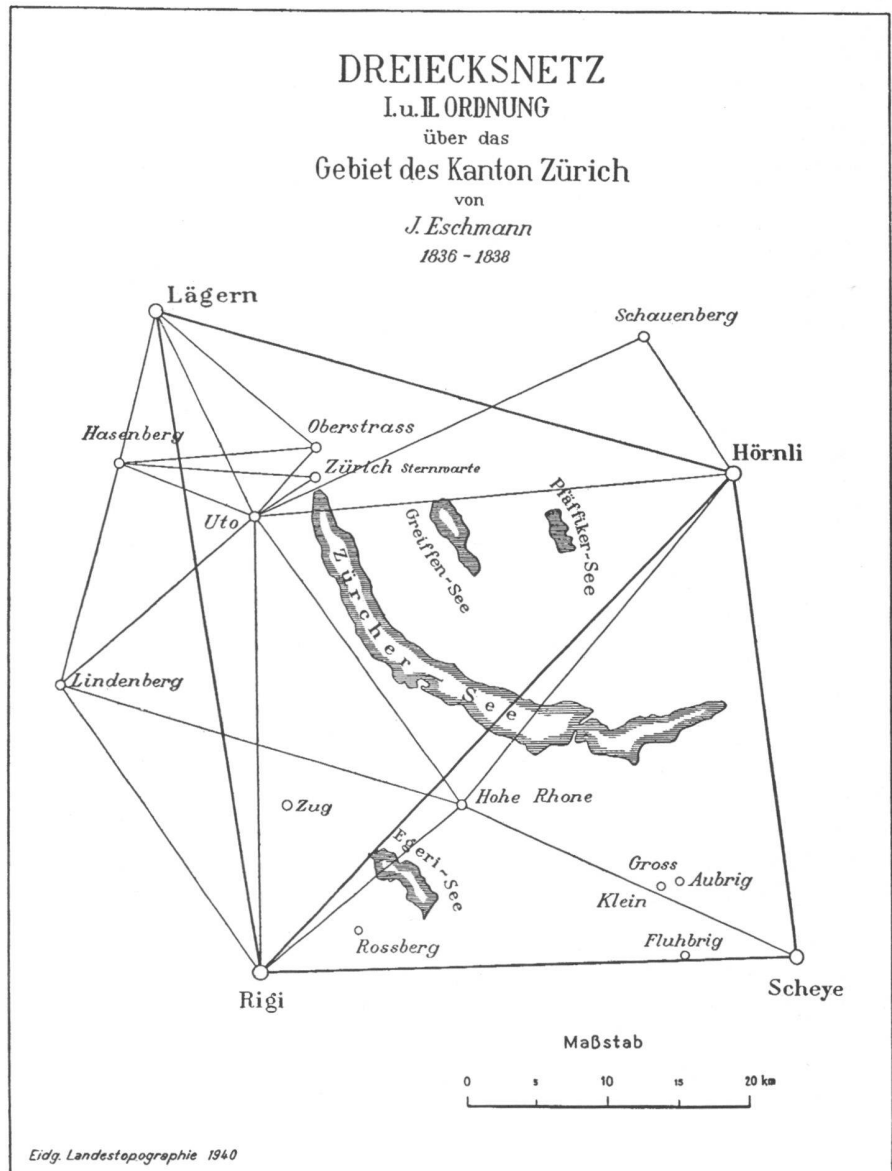 DREIECKSNETZ
I. u. II. ORDNUNG
über das
Gebiet des Kanton Zürich
von
J. Eschmann
1836 - 1838
Lägern
Schauenberg
Hasenberg
Oberstrass
Zürich Sternwarte
Hörnli
Uto
Greiffen-See
Pfäffiker-See
Zürcher See
Lindenberg
Zug
Hohe Rhone
Egeri-See
Gross
Aubrig
Klein
Rossberg
Fluhbrig
Rigi
Scheye
Maßstab
0 5 10 15 20 km
Eidg. Landestopographie 1940